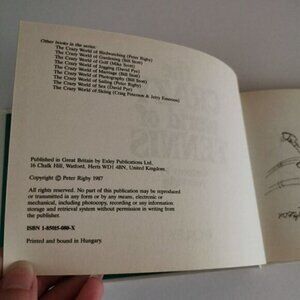 Other books in the series:
The Crazy World of Birdwatching (Peter Rigby)
The Crazy World of Gardening (Bill Stott)
The Crazy World of Golf (Mike Scott)
The Crazy World of Jogging (David Pye)
The Crazy World of Marriage (Bill Stott)
The Crazy World of Photography (Bill Stott)
The Crazy World of Sailing (Peter Rigby)
The Crazy World of Sex (David Pye)
The Crazy World of Skiing (Craig Peterson & Jerry Emerson)
Published in Great Britain by Exley Publications Ltd,
16 Chalk Hill, Watford, Herts WD1 4BN, United Kingdom.
Copyright © Peter Rigby 1987
All rights reserved. No part of this publication may be reproduced
or transmitted in any form or by any means, electronic or
mechanical, including photocopy, recording or any information
storage and retrieval system without permission in writing from
the publisher.
ISBN 1-85015-080-X
Printed and bound in Hungary.